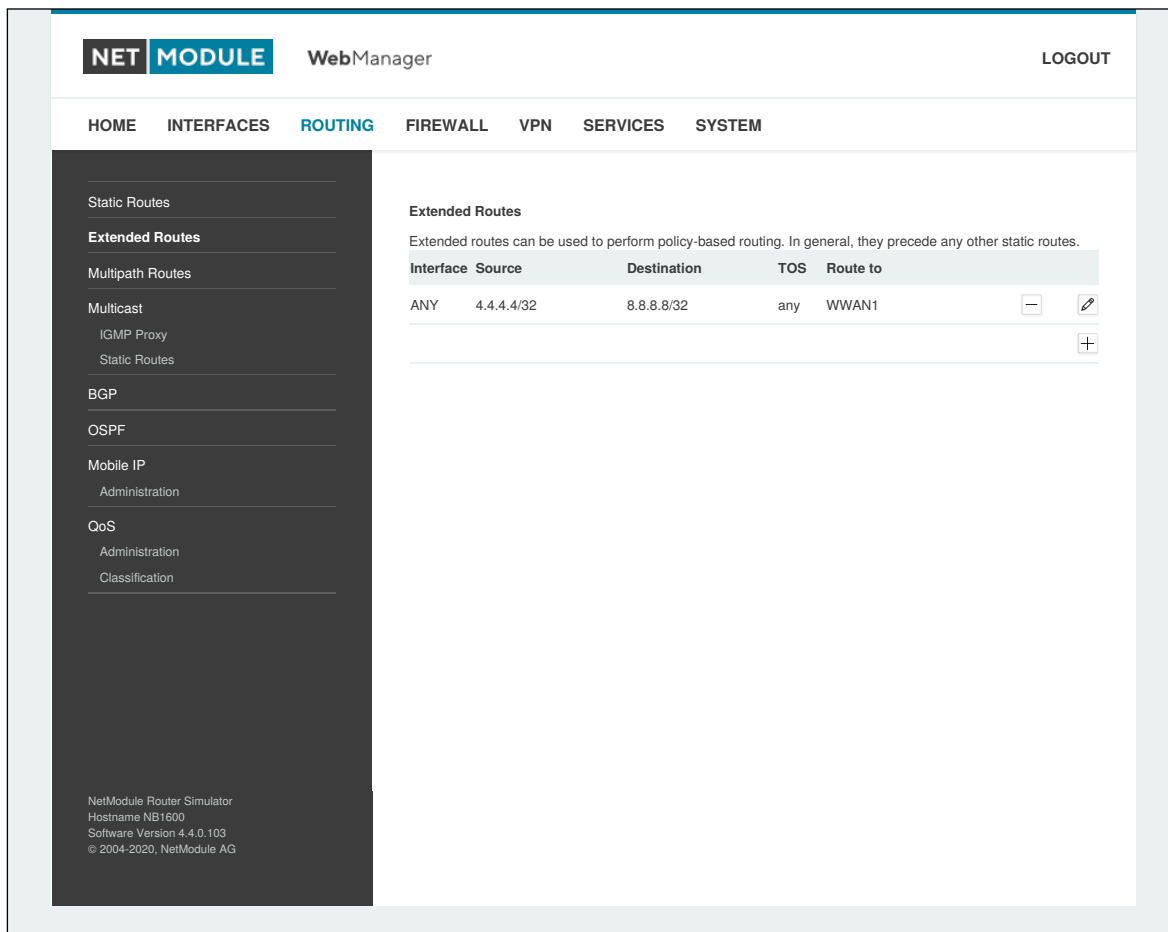 NET MODULE WebManager LOGOUT
HOME INTERFACES ROUTING FIREWALL VPN SERVICES SYSTEM
Static Routes
Extended Routes
Multipath Routes
Multicast
IGMP Proxy
Static Routes
BGP
OSPF
Mobile IP
Administration
QoS
Administration
Classification
NetModule Router Simulator
Hostname NB1600
Software Version 4.4.0.103
© 2004-2020, NetModule AG
Extended Routes
Extended routes can be used to perform policy-based routing. In general, they precede any other static routes.
Interface Source Destination TOS Route to
ANY 4.4.4.4/32 8.8.8.8/32 any WWAN1